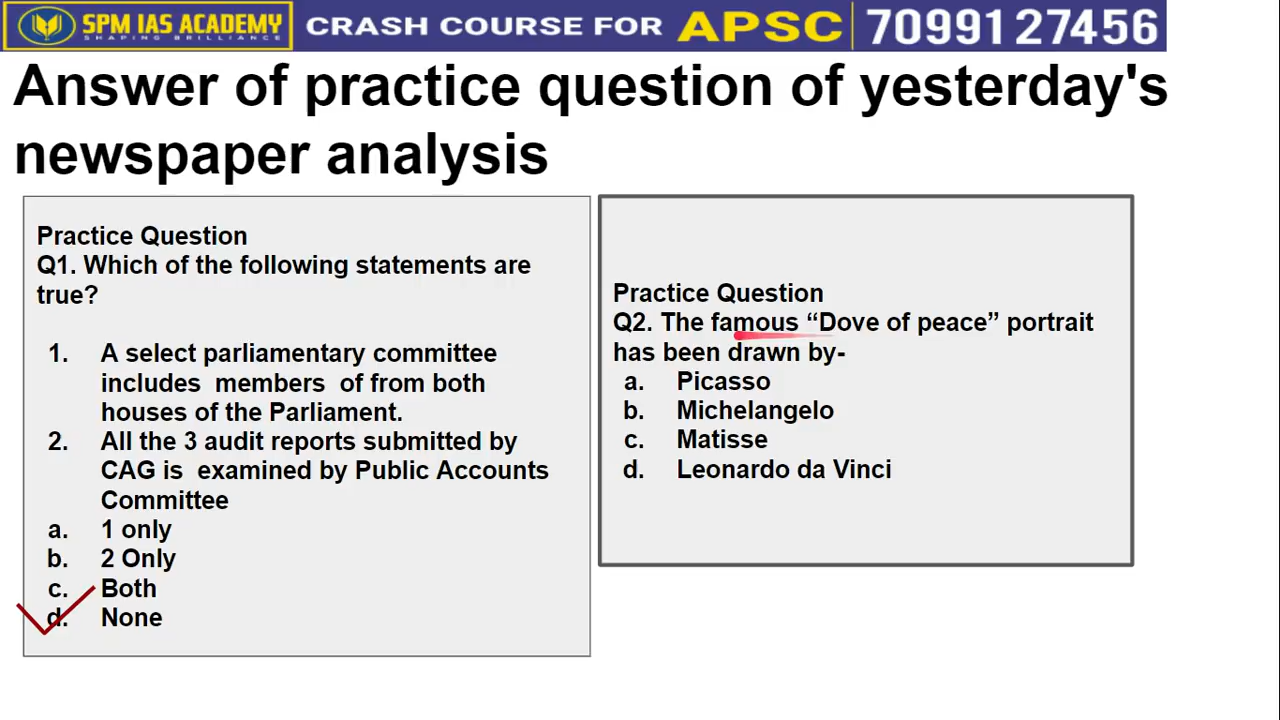 SPM IAS ACADEMY
SHAPING BRILLIANCE
CRASH COURSE FOR APSC 70991 27456
Answer of practice question of yesterday's
newspaper analysis
Practice Question
Q1. Which of the following statements are
true?
1. A select parliamentary committee
includes members of from both
houses of the Parliament.
2. All the 3 audit reports submitted by
CAG is examined by Public Accounts
Committee
a. 1 only
b. 2 Only
c. Both
d. None
Practice Question
Q2. The famous “Dove of peace” portrait
has been drawn by-
a. Picasso
b. Michelangelo
c. Matisse
d. Leonardo da Vinci